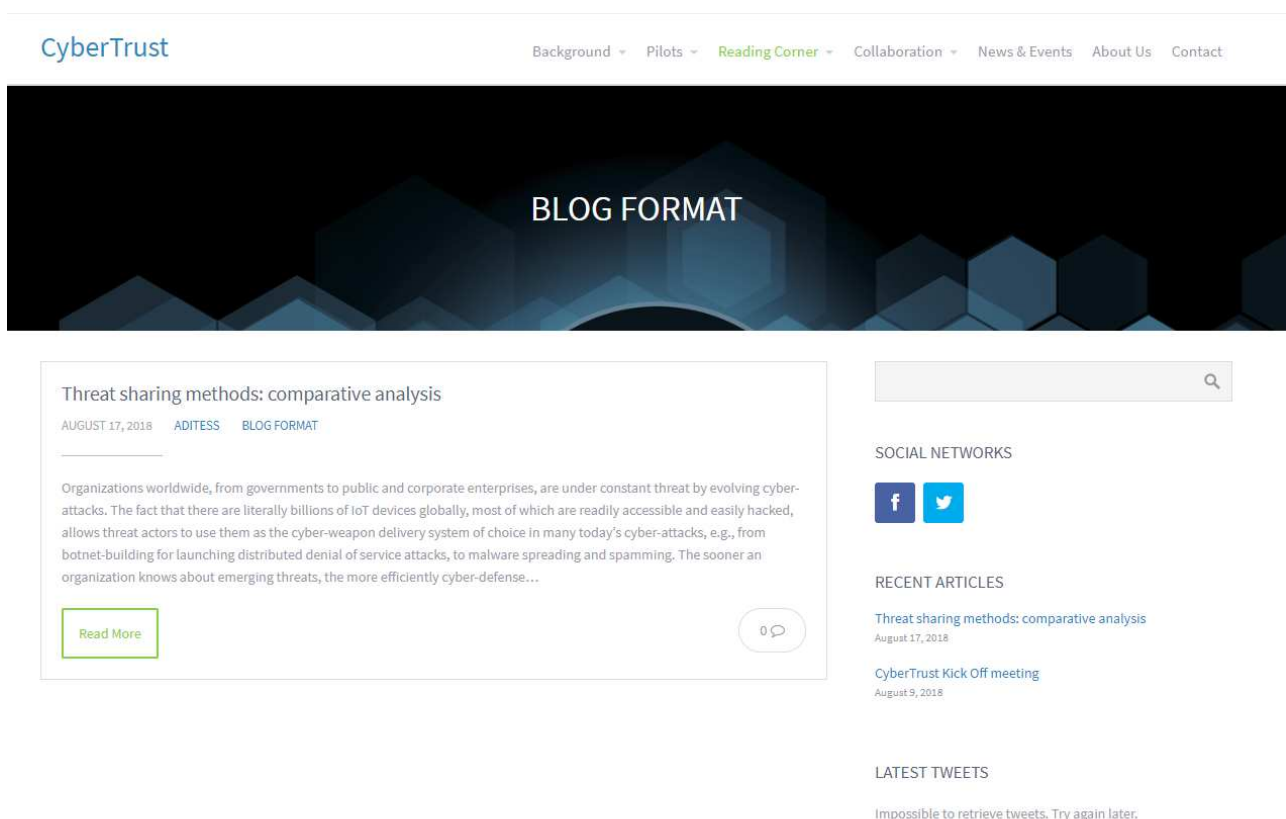 CyberTrust
Background Pilots Reading Corner Collaboration News & Events About Us Contact
BLOG FORMAT
Threat sharing methods: comparative analysis
AUGUST 17, 2018 ADITESS BLOG FORMAT
Organizations worldwide, from governments to public and corporate enterprises, are under constant threat by evolving cyber-
attacks. The fact that there are literally billions of IoT devices globally, most of which are readily accessible and easily hacked,
allows threat actors to use them as the cyber-weapon delivery system of choice in many today's cyber-attacks, e.g., from
botnet-building for launching distributed denial of service attacks, to malware spreading and spamming. The sooner an
organization knows about emerging threats, the more efficiently cyber-defense…
Read More
0
SOCIAL NETWORKS
f
RECENT ARTICLES
Threat sharing methods: comparative analysis
August 17, 2018
CyberTrust Kick Off meeting
August 9, 2018
LATEST TWEETS
Impossible to retrieve tweets. Try again later.